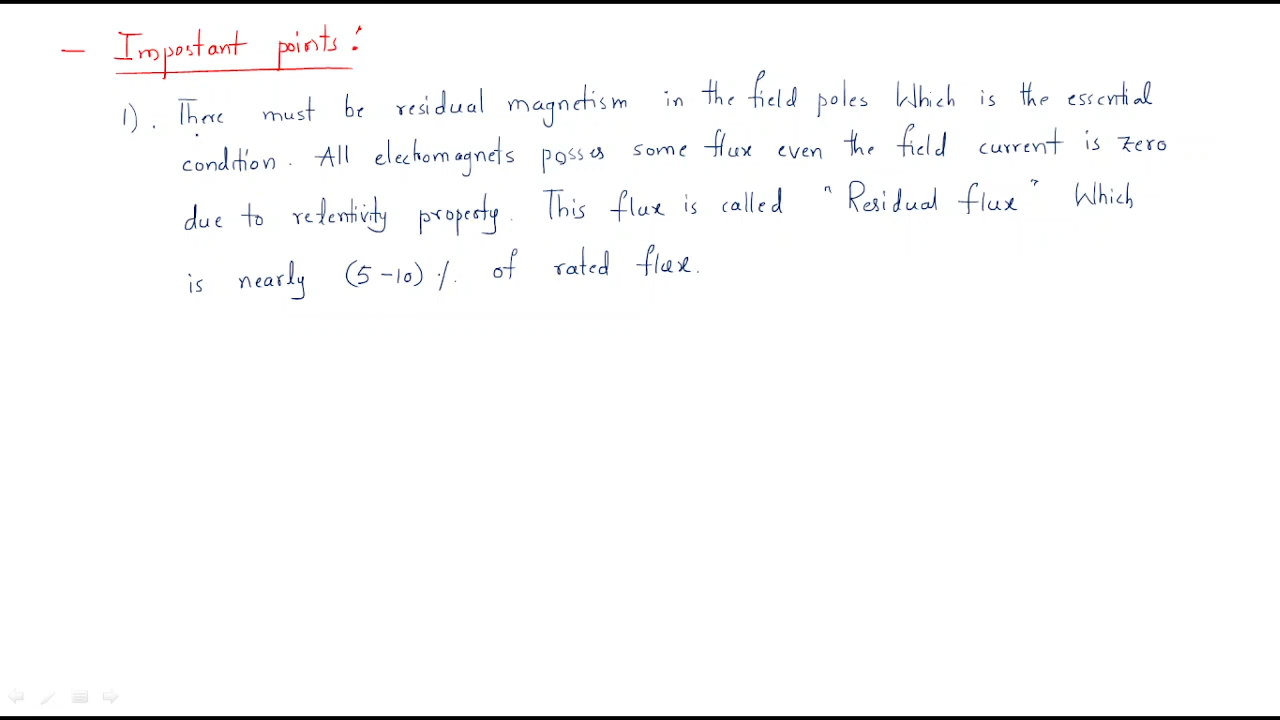 — Important points:
1). There must be residual magnetism in the field poles Which is the essential
condition. All electomagnets posses some flux even the field current is zero
due to retentivity property. This flux is called "Residual flux" Which
is nearly (5-10) % of rated flux.